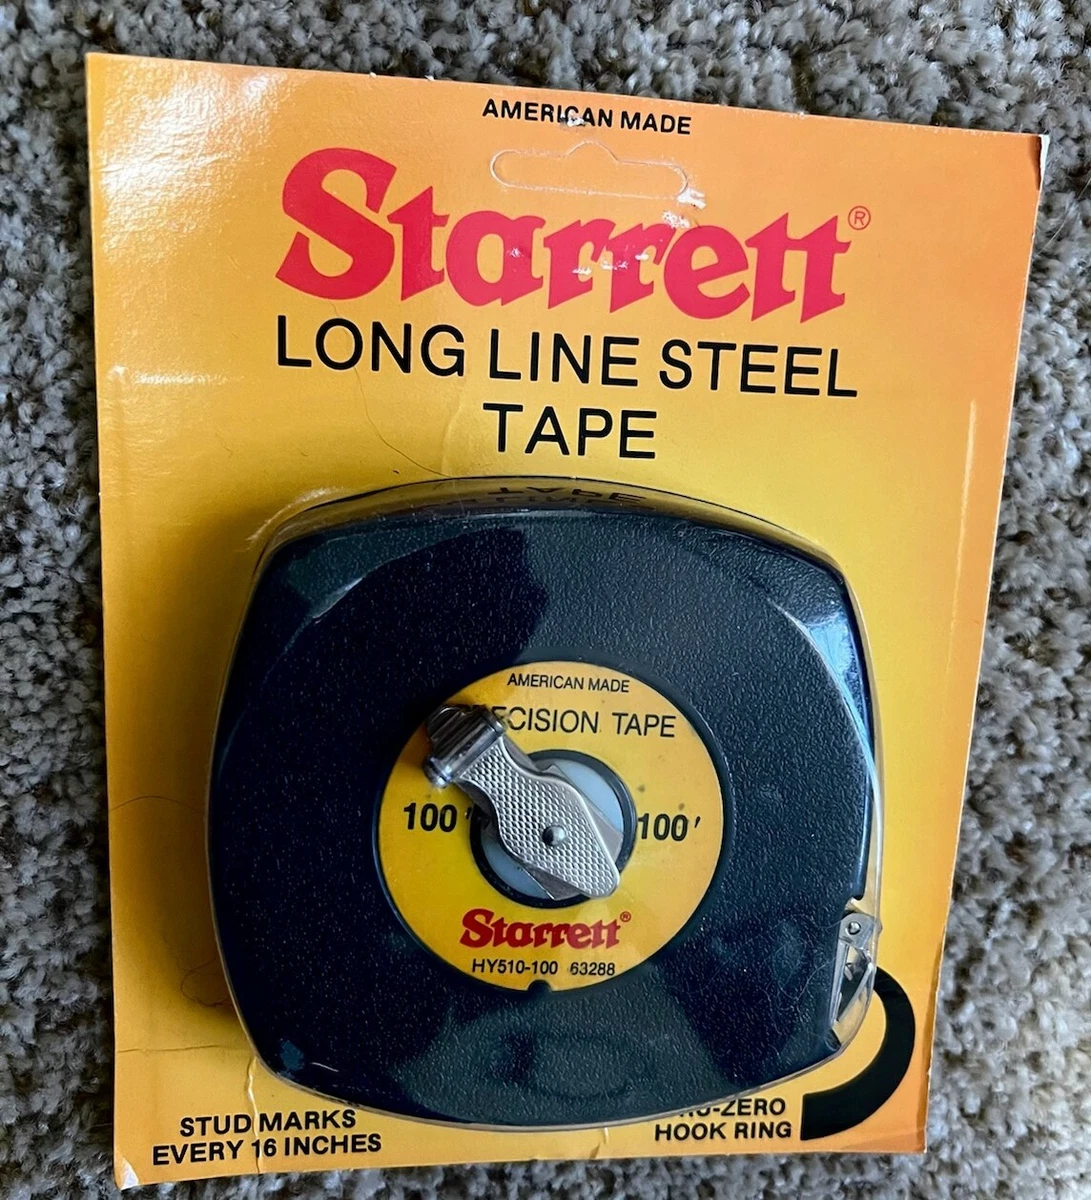 AMERICAN MADE
Starrett®
LONG LINE STEEL
TAPE
AMERICAN MADE
TAPE
100' 100'
Starrett®
HY510-100 63288
STUD MARKS
EVERY 16 INCHES
HOOK RING